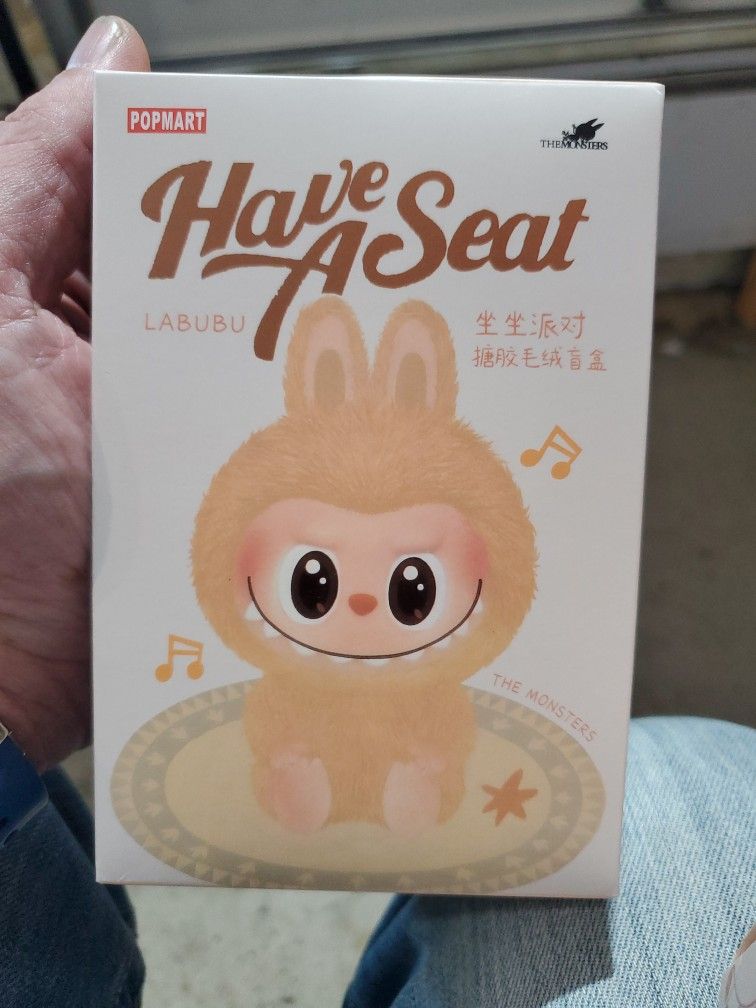 POPMART
THE MONSTERS
Have A Seat
LABUBU
坐坐派对
搪胶毛绒盲盒
THE MONSTERS